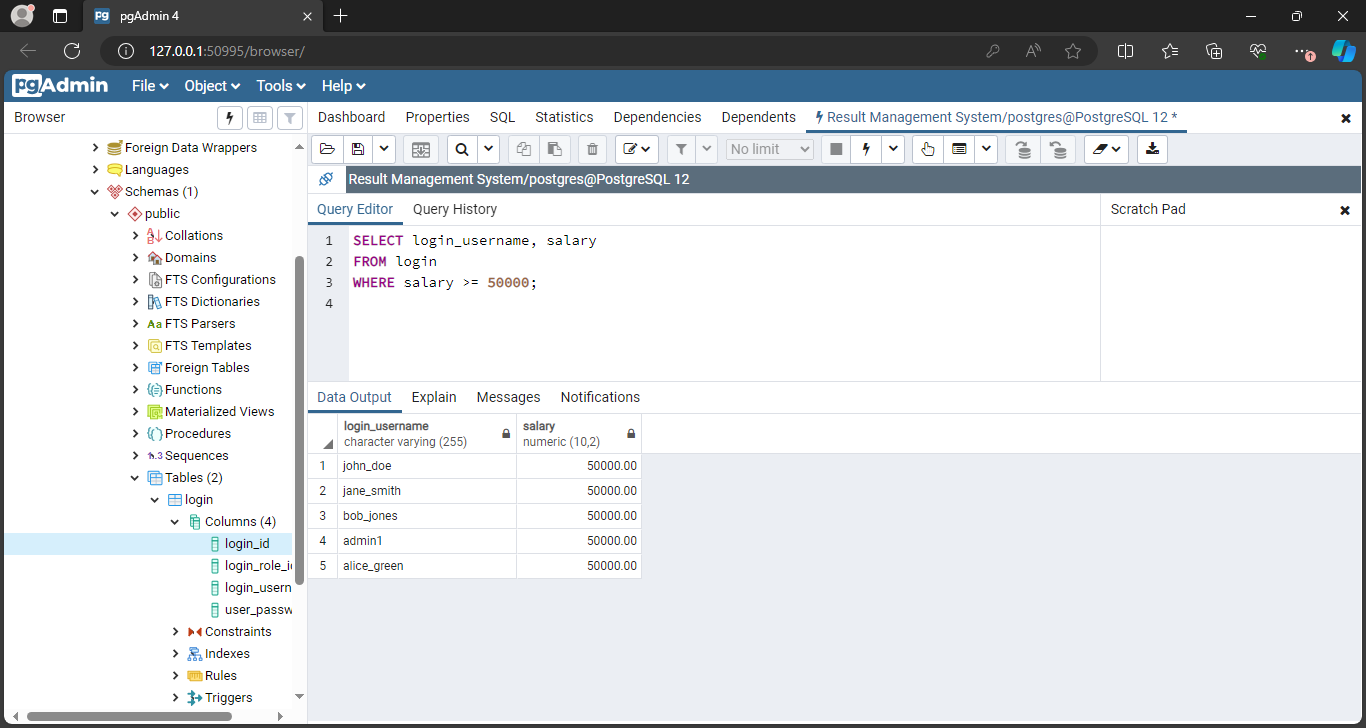 pgAdmin 4
127.0.0.1:50995/browser/
pgAdmin File Object Tools Help
Browser
Dashboard Properties SQL Statistics Dependencies Dependents Result Management System/postgres@PostgreSQL 12 *
No limit
Result Management System/postgres@PostgreSQL 12
Query Editor Query History
Scratch Pad
1 SELECT login_username, salary
2 FROM login
3 WHERE salary >= 50000;
4
Data Output Explain Messages Notifications
login_username salary
character varying (255) numeric (10,2)
1 john_doe 50000.00
2 jane_smith 50000.00
3 bob_jones 50000.00
4 admin1 50000.00
5 alice_green 50000.00
Foreign Data Wrappers
Languages
Schemas (1)
public
Collations
Domains
FTS Configurations
FTS Dictionaries
Aa FTS Parsers
FTS Templates
Foreign Tables
Functions
Materialized Views
Procedures
1..3 Sequences
Tables (2)
login
Columns (4)
login_id
login_role_i
login_usern
user_passw
Constraints
Indexes
Rules
Triggers